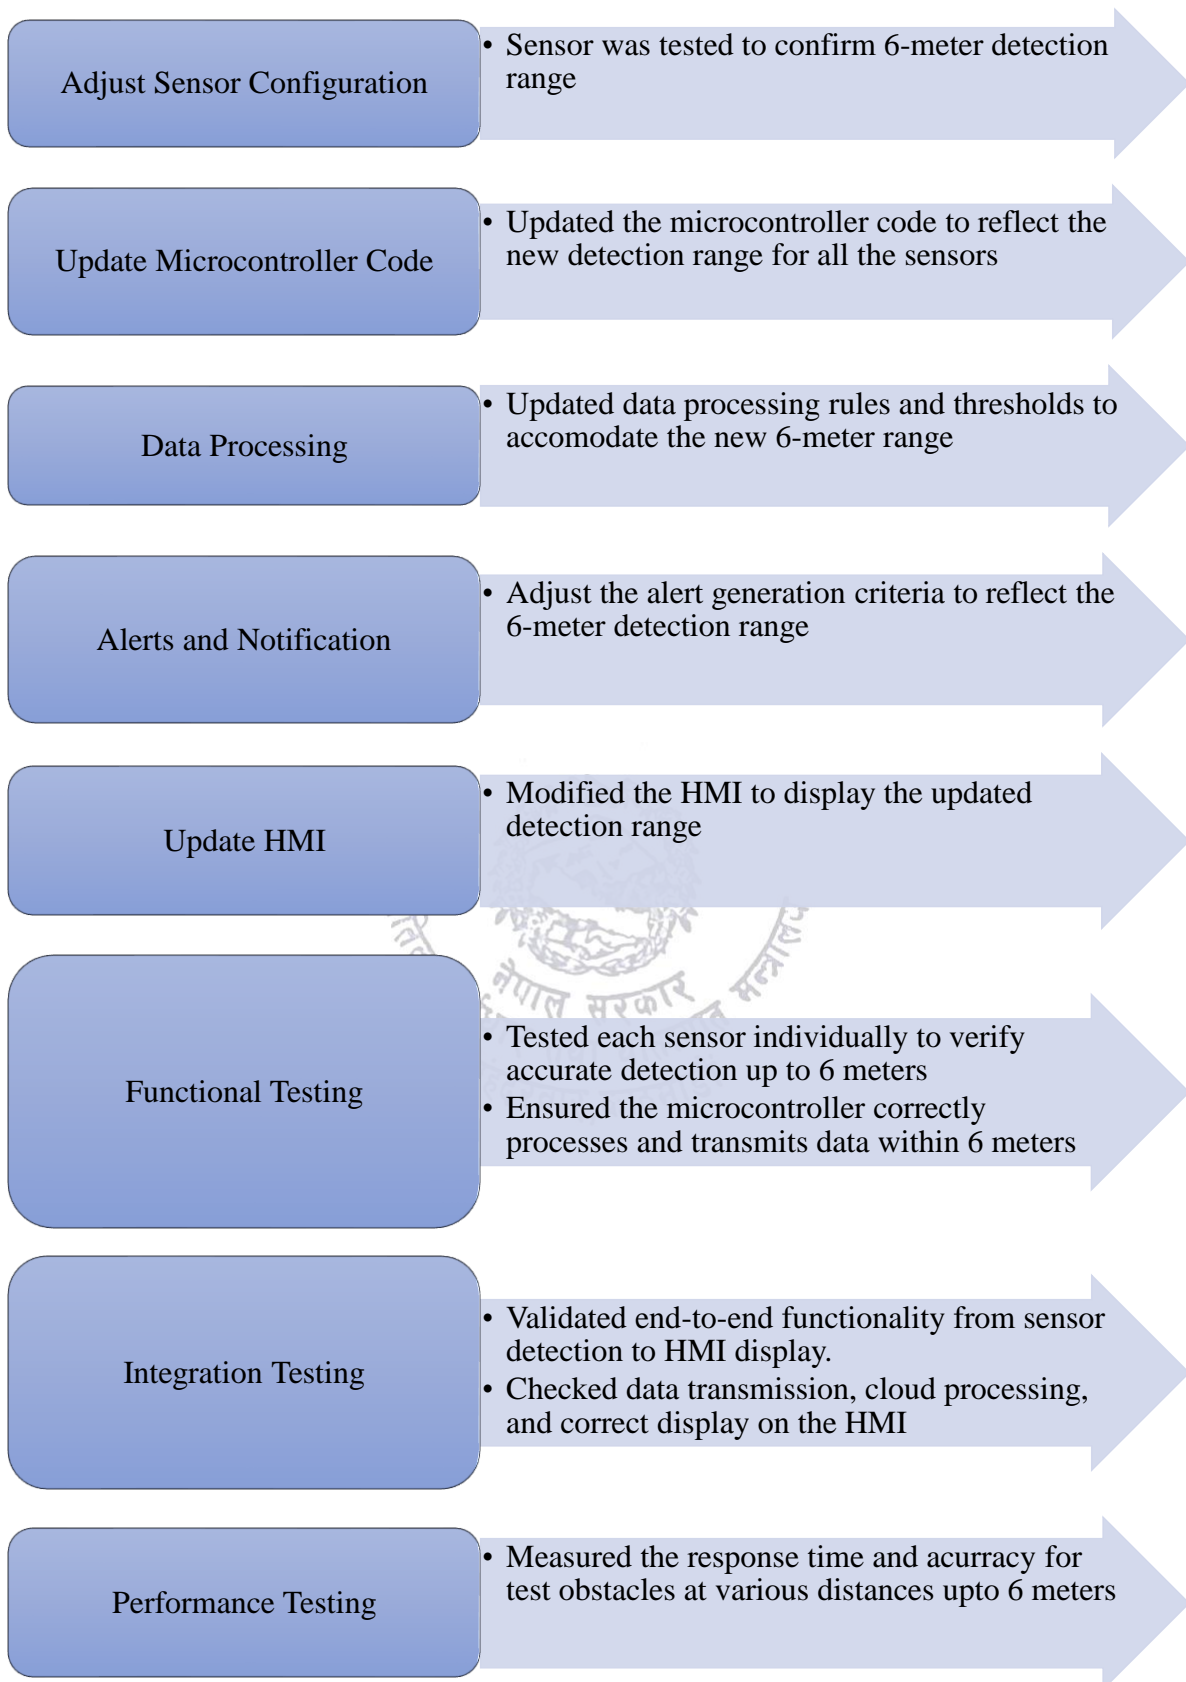 Adjust Sensor Configuration
• Sensor was tested to confirm 6-meter detection
range
Update Microcontroller Code
• Updated the microcontroller code to reflect the
new detection range for all the sensors
Data Processing
• Updated data processing rules and thresholds to
accomodate the new 6-meter range
Alerts and Notification
• Adjust the alert generation criteria to reflect the
6-meter detection range
Update HMI
• Modified the HMI to display the updated
detection range
नेपाल सरकार
Functional Testing
• Tested each sensor individually to verify
accurate detection up to 6 meters
• Ensured the microcontroller correctly
processes and transmits data within 6 meters
Integration Testing
• Validated end-to-end functionality from sensor
detection to HMI display.
• Checked data transmission, cloud processing,
and correct display on the HMI
Performance Testing
• Measured the response time and acurracy for
test obstacles at various distances upto 6 meters